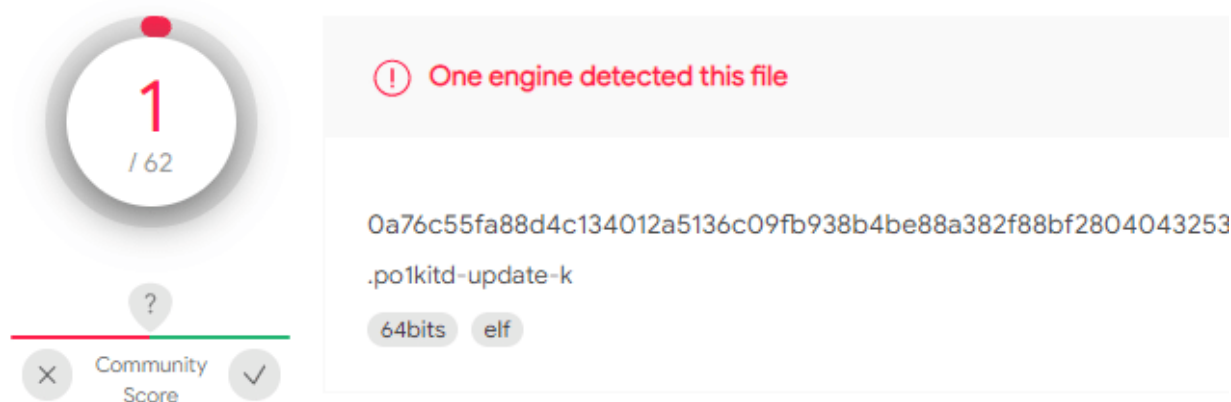 1
/ 62
?
Community
Score
One engine detected this file
0a76c55fa88d4c134012a5136c09fb938b4be88a382f88bf2804043253
.po1kitd-update-k
64bits elf